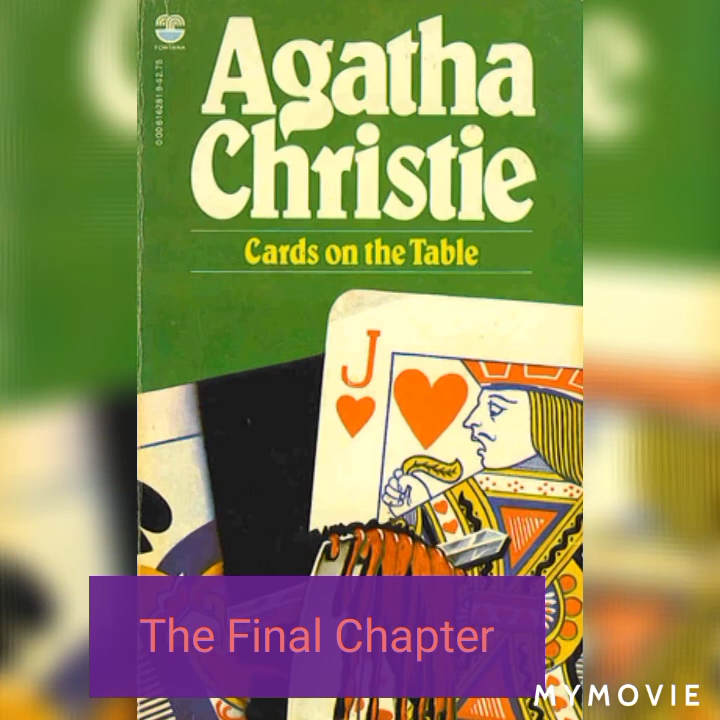 FONTANA
Agatha
Christie
Cards on the Table
J
The Final Chapter
MYMOVIE